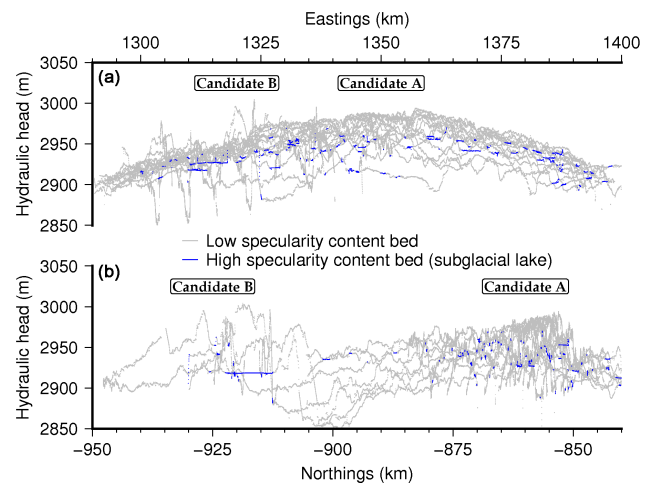 Eastings (km)
1300 1325 1350 1375 1400
3050
(a)
Candidate B Candidate A
3000
2950
2900
2850
Hydraulic head (m)
Low specularity content bed
High specularity content bed (subglacial lake)
3050
(b)
Candidate B Candidate A
3000
2950
2900
2850
Hydraulic head (m)
−950 −925 −900 −875 −850
Northings (km)